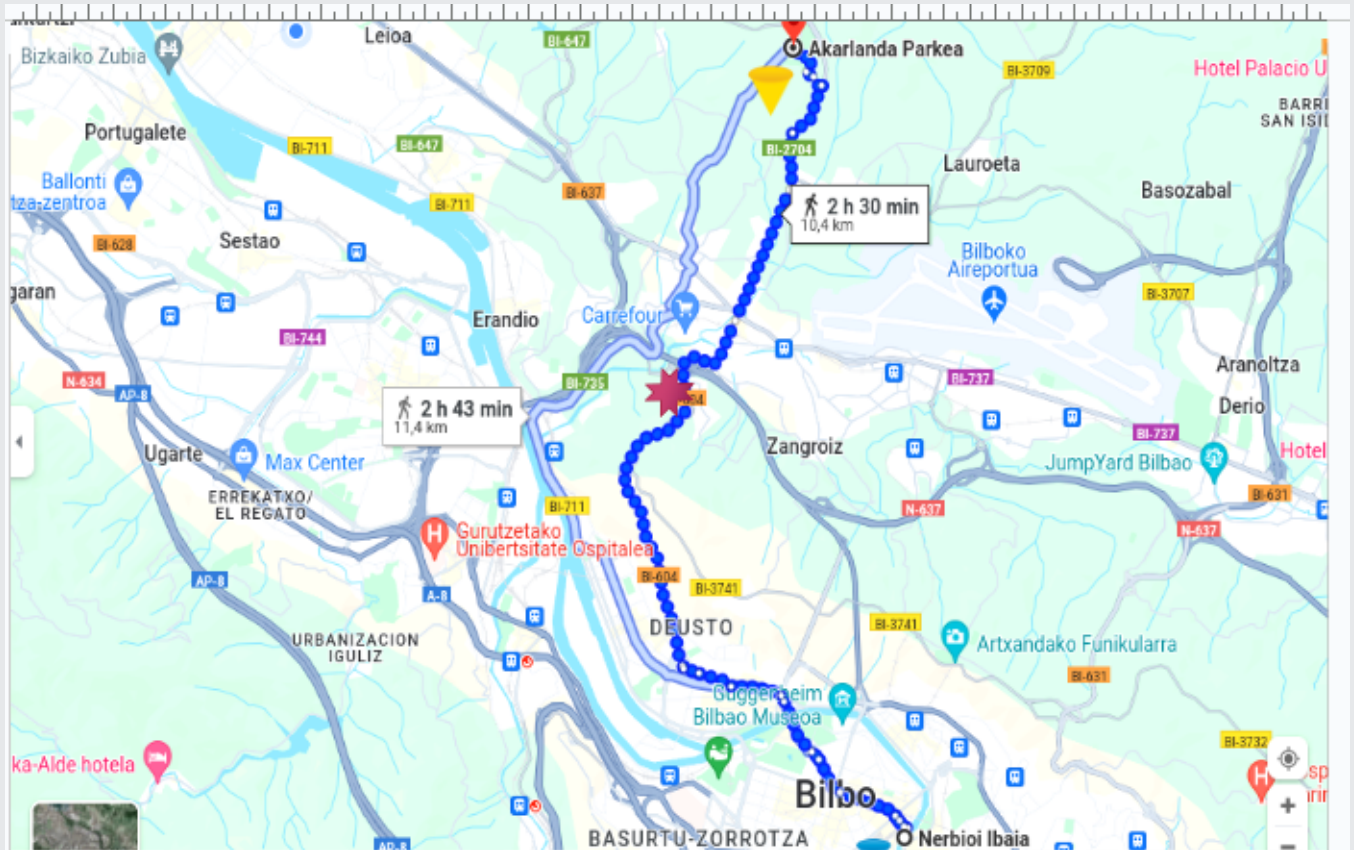 Leioa
BI-647
Akarlanda Parkea
Bizkaiko Zubia
BI-3709
Hotel Palacio U
BARRI
SAN ISID
Portugalete
BI-711
BI-647
BI-2704
Lauroeta
Ballonti
tza-zentroa
BI-637
BI-711
Basozabal
2 h 30 min
10,4 km
Sestao
BI-628
Bilboko
Aireportua
garan
BI-3707
Erandio
Carrefour
BI-744
Aranoltza
N-634
AP-8
BI-735
BI-737
2 h 43 min
11,4 km
604
Derio
Ugarte
Max Center
Zangroiz
BI-737
JumpYard Bilbao
Hotel
ERREKATXO/
EL REGATO
BI-711
N-637
BI-631
Gurutzetako
Unibertsitate Ospitalea
N-637
AP-8
A-8
BI-604
BI-3741
DEUSTO
BI-3741
URBANIZACION
IGULIZ
Artxandako Funikularra
BI-631
Guggenheim
Bilbao Museoa
ka-Alde hotela
BI-3732
Bilbo
BASURTU-ZORROTZA
Nerbioi Ibaia
AP-8